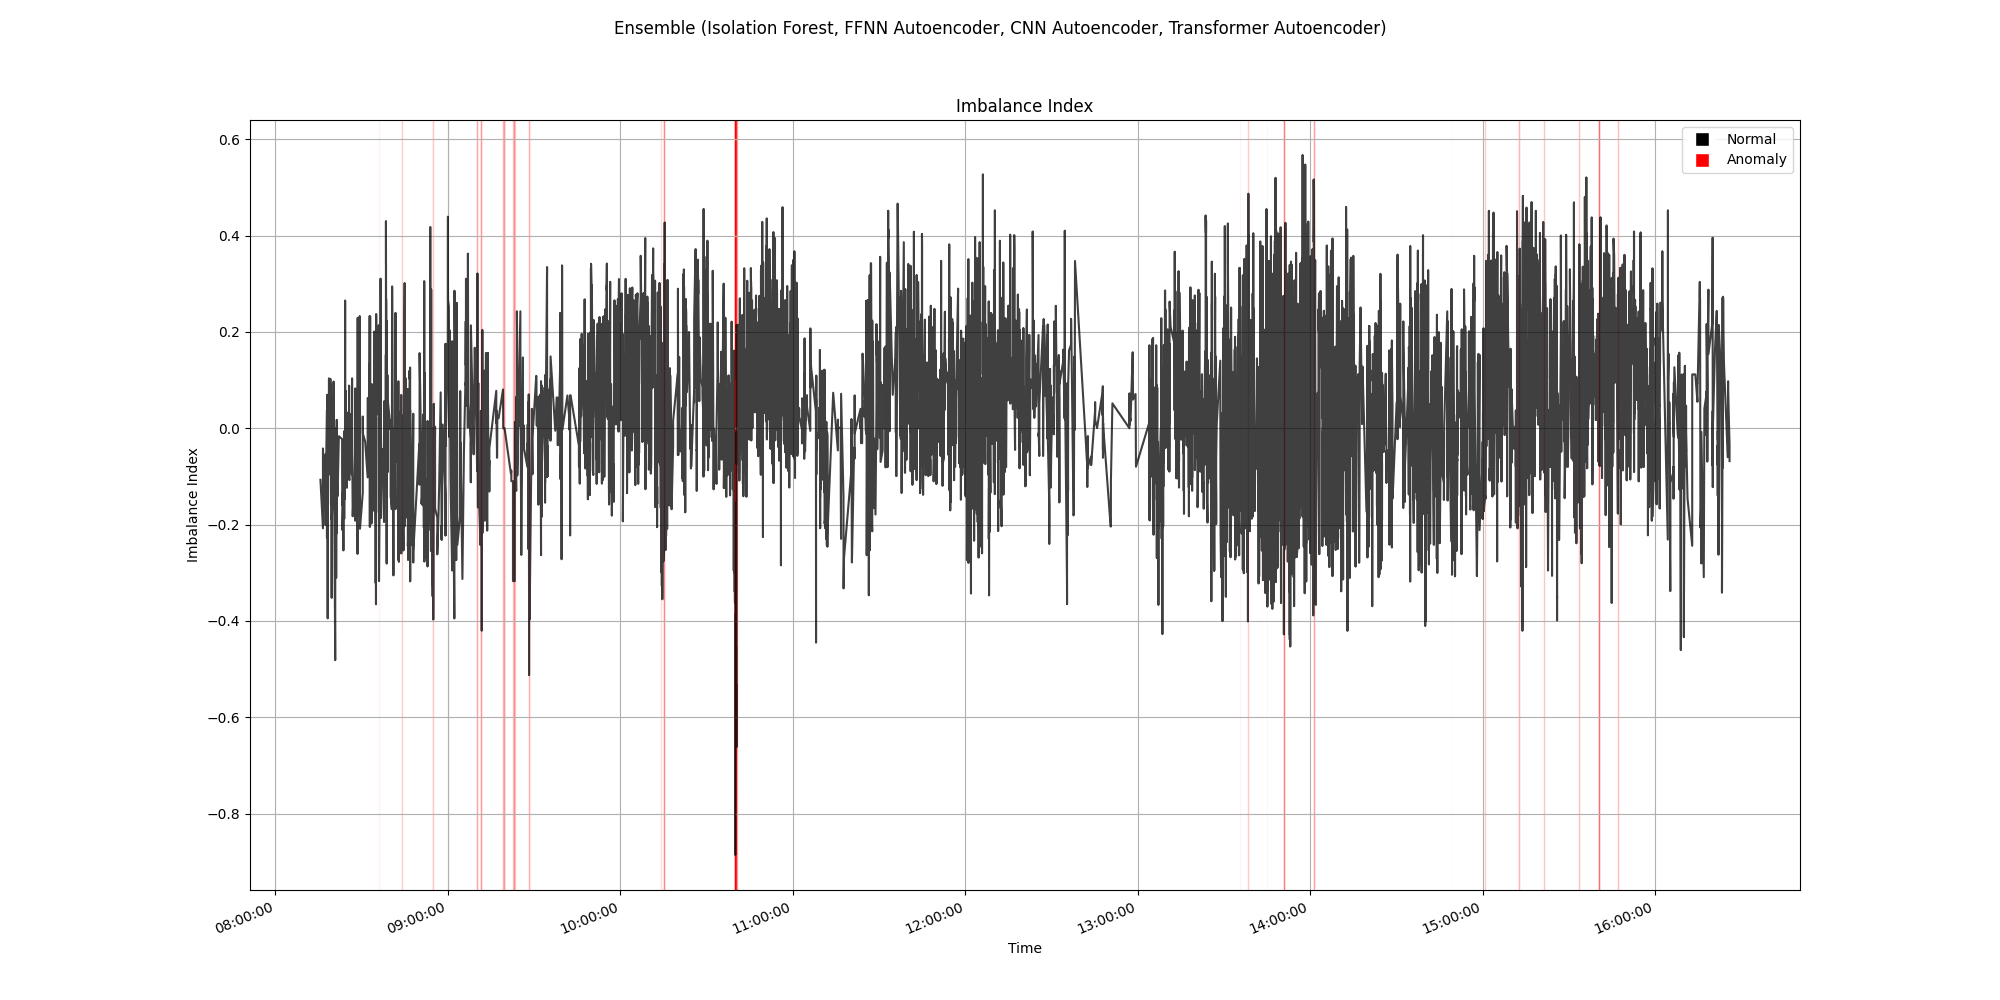 Ensemble (Isolation Forest, FFNN Autoencoder, CNN Autoencoder, Transformer Autoencoder)
Imbalance Index
Normal
Anomaly
0.6
0.4
0.2
0.0
−0.2
−0.4
−0.6
−0.8
Imbalance Index
08:00:00
09:00:00
10:00:00
11:00:00
12:00:00
13:00:00
14:00:00
15:00:00
16:00:00
Time